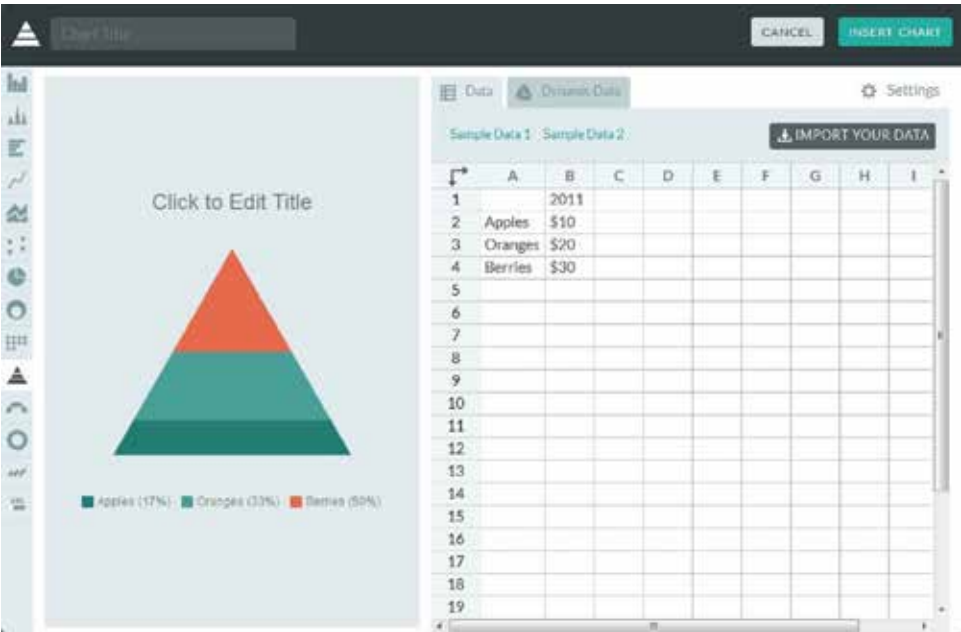 Chart Title
CANCEL
INSERT CHART
Data
Dynamic Data
Settings
Sample Data 1 Sample Data 2
IMPORT YOUR DATA
A B C D E F G H I
1 2011
2 Apples $10
3 Oranges $20
4 Berries $30
5
6
7
8
9
10
11
12
13
14
15
16
17
18
19
Click to Edit Title
Apples (17%) Oranges (33%) Berries (50%)